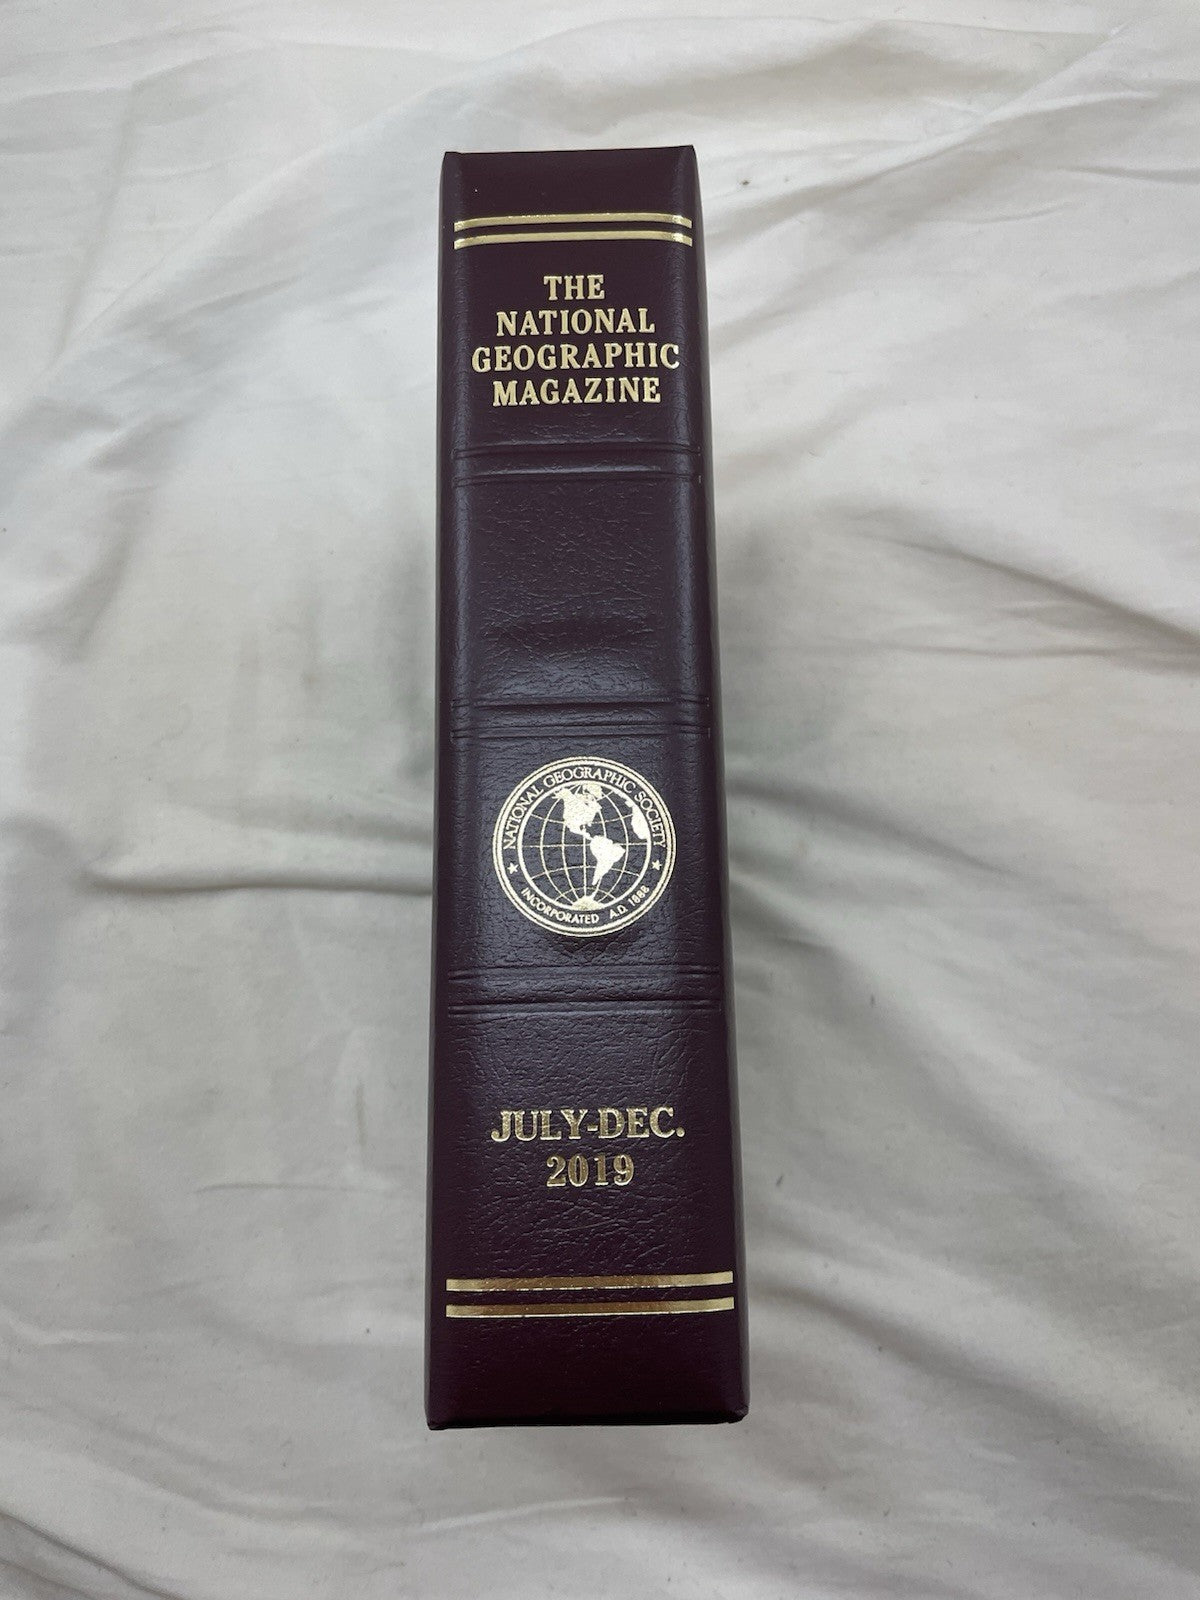 THE
NATIONAL
GEOGRAPHIC
MAGAZINE
NATIONAL GEOGRAPHIC SOCIETY
INCORPORATED A.D. 1888
JULY-DEC.
2019